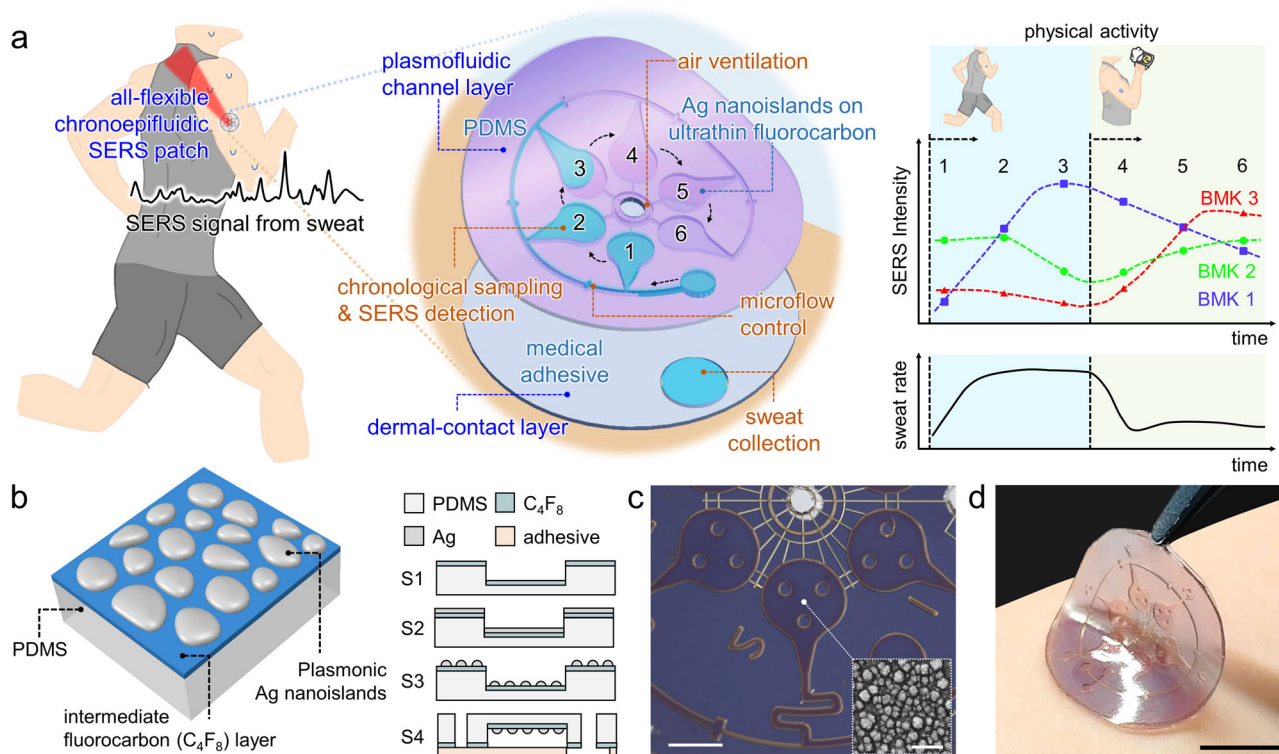 a
all-flexible
chronoepifluidic
SERS patch
SERS signal from sweat
plasmofluidic
channel layer
PDMS
air ventilation
Ag nanoislands on
ultrathin fluorocarbon
1
2
3
4
5
6
chronological sampling
& SERS detection
microflow
control
medical
adhesive
dermal-contact layer
sweat
collection
physical activity
SERS Intensity
1 2 3 4 5 6
BMK 3
BMK 2
BMK 1
time
sweat rate
time
b
PDMS
Plasmonic
Ag nanoislands
intermediate
fluorocarbon (C₄F₈) layer
PDMS C₄F₈
Ag adhesive
S1
S2
S3
S4
c
2
d